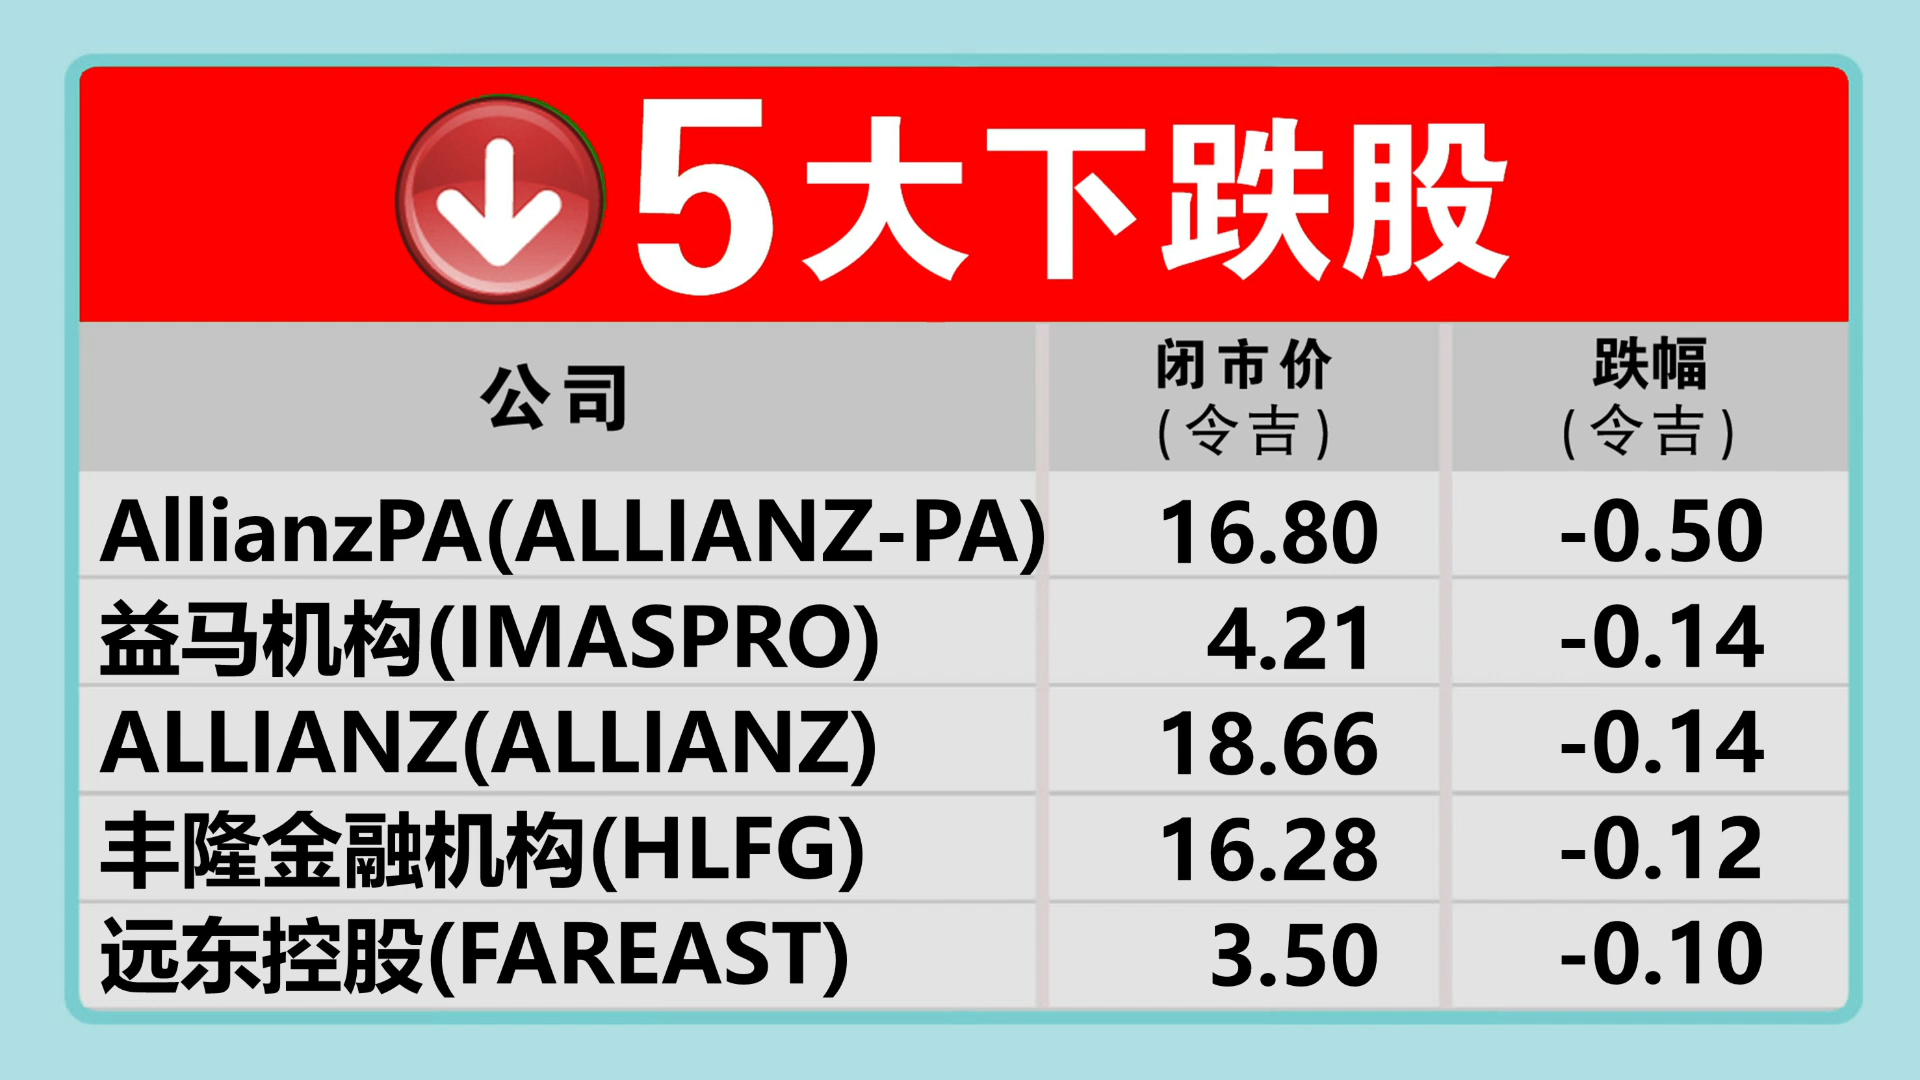 5大下跌股
公司 闭市价 跌幅
(令吉) (令吉)
AllianzPA(ALLIANZ-PA) 16.80 -0.50
益马机构(IMASPRO) 4.21 -0.14
ALLIANZ(ALLIANZ) 18.66 -0.14
丰隆金融机构(HLFG) 16.28 -0.12
远东控股(FAREAST) 3.50 -0.10